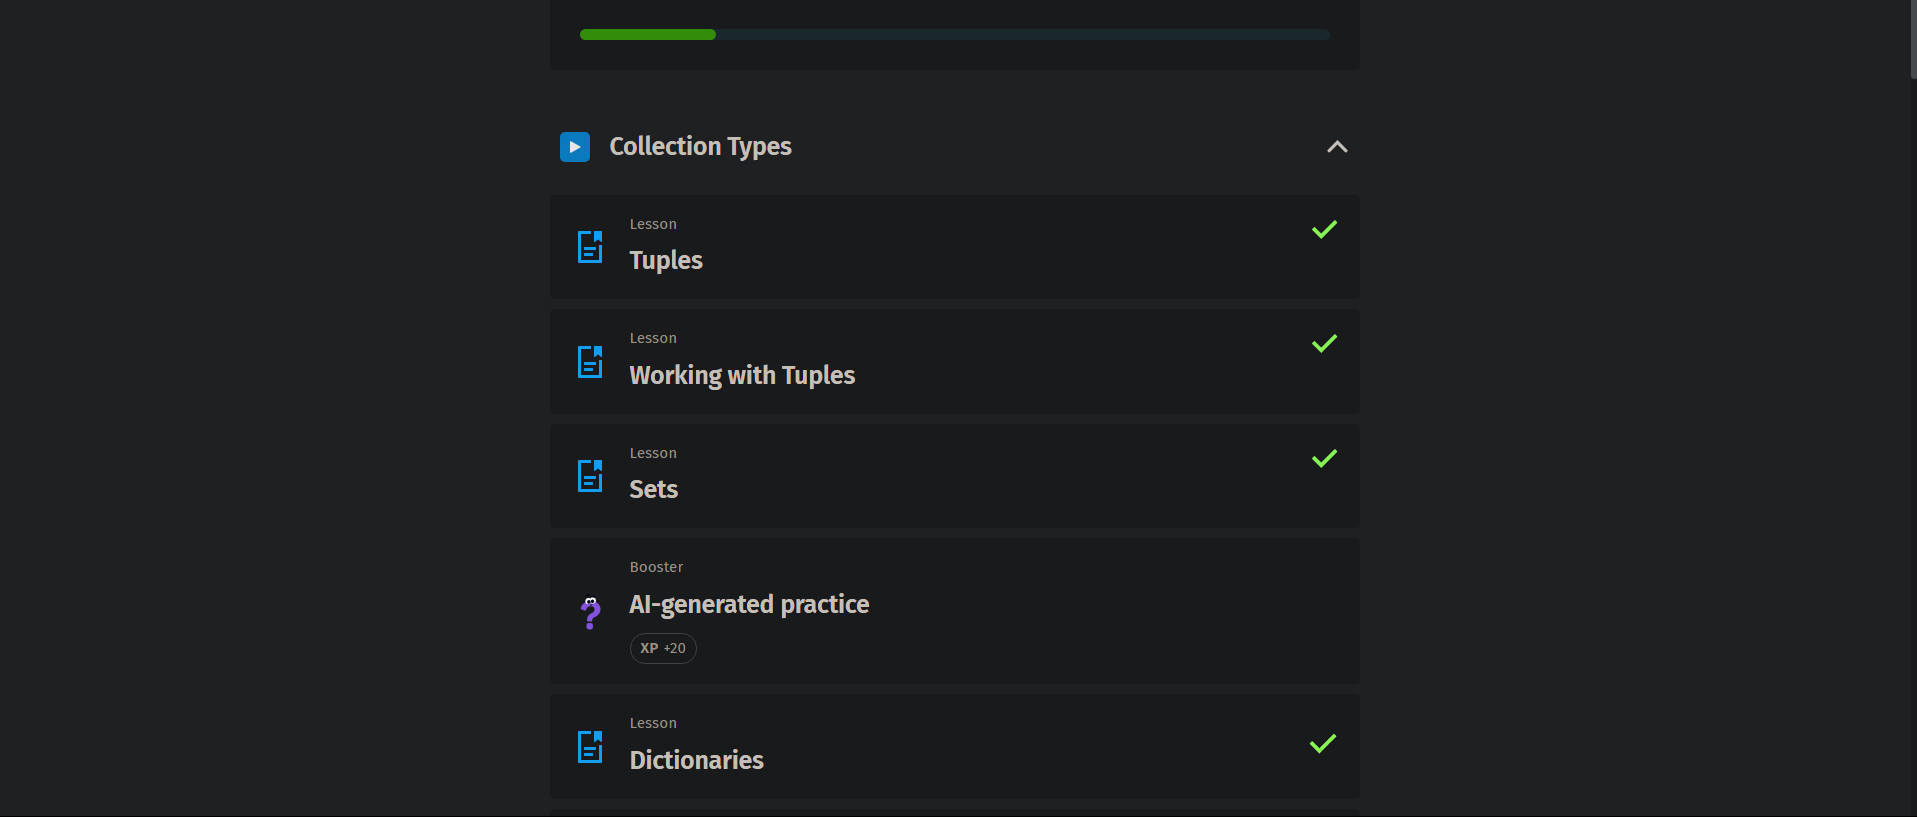 Collection Types
Lesson
Tuples
Lesson
Working with Tuples
Lesson
Sets
Booster
AI-generated practice
XP +20
Lesson
Dictionaries